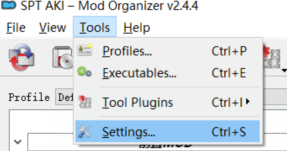 SPT AKI – Mod Organizer v2.4.4
File View Tools Help
Profiles... Ctrl+P
Executables... Ctrl+E
Tool Plugins Ctrl+I
Profile
Settings... Ctrl+S